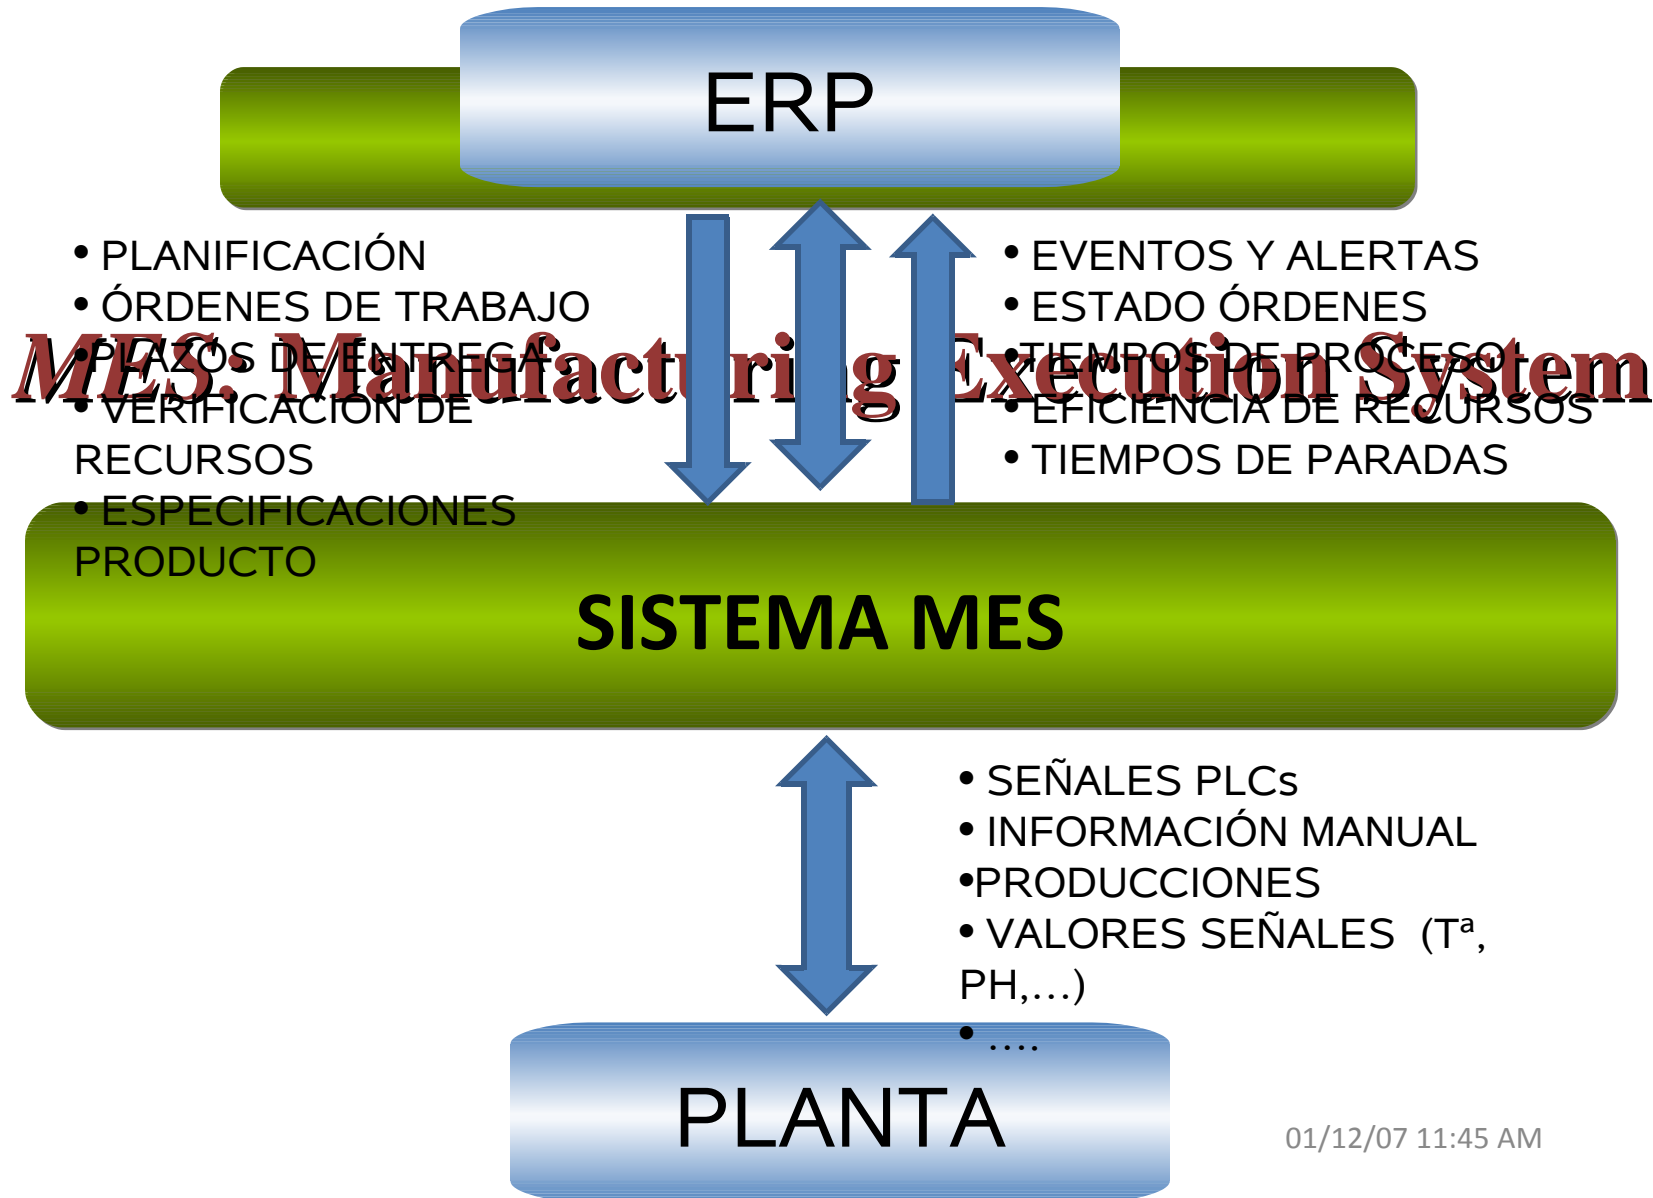 ERP
• PLANIFICACIÓN
• ÓRDENES DE TRABAJO
•PLAZOS DE ENTREGA
• VERIFICACIÓN DE
RECURSOS
• ESPECIFICACIONES
PRODUCTO
• EVENTOS Y ALERTAS
• ESTADO ÓRDENES
•TIEMPOS DE PROCESO
• EFICIENCIA DE RECURSOS
• TIEMPOS DE PARADAS
MES: Manufacturing Execution System
SISTEMA MES
• SEÑALES PLCs
• INFORMACIÓN MANUAL
•PRODUCCIONES
• VALORES SEÑALES (Tª,
PH,…)
• ….
PLANTA
01/12/07 11:45 AM